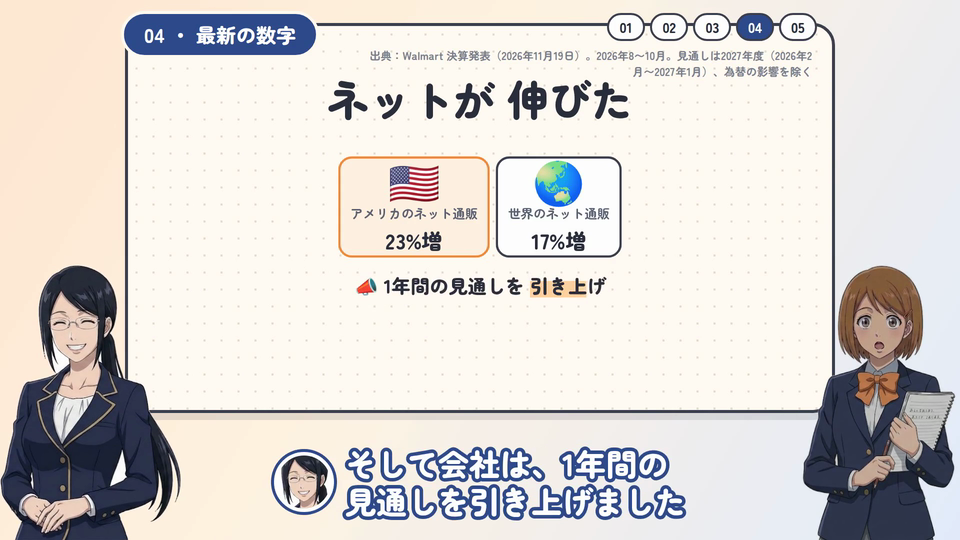 04 ・ 最新の数字
01 02 03 04 05
出典：Walmart 決算発表（2026年11月19日）。2026年8〜10月。見通しは2027年度（2026年2
月〜2027年1月）、為替の影響を除く
ネットが 伸びた
アメリカのネット通販
23%増
世界のネット通販
17%増
1年間の見通しを 引き上げ
そして会社は、1年間の
見通しを引き上げました